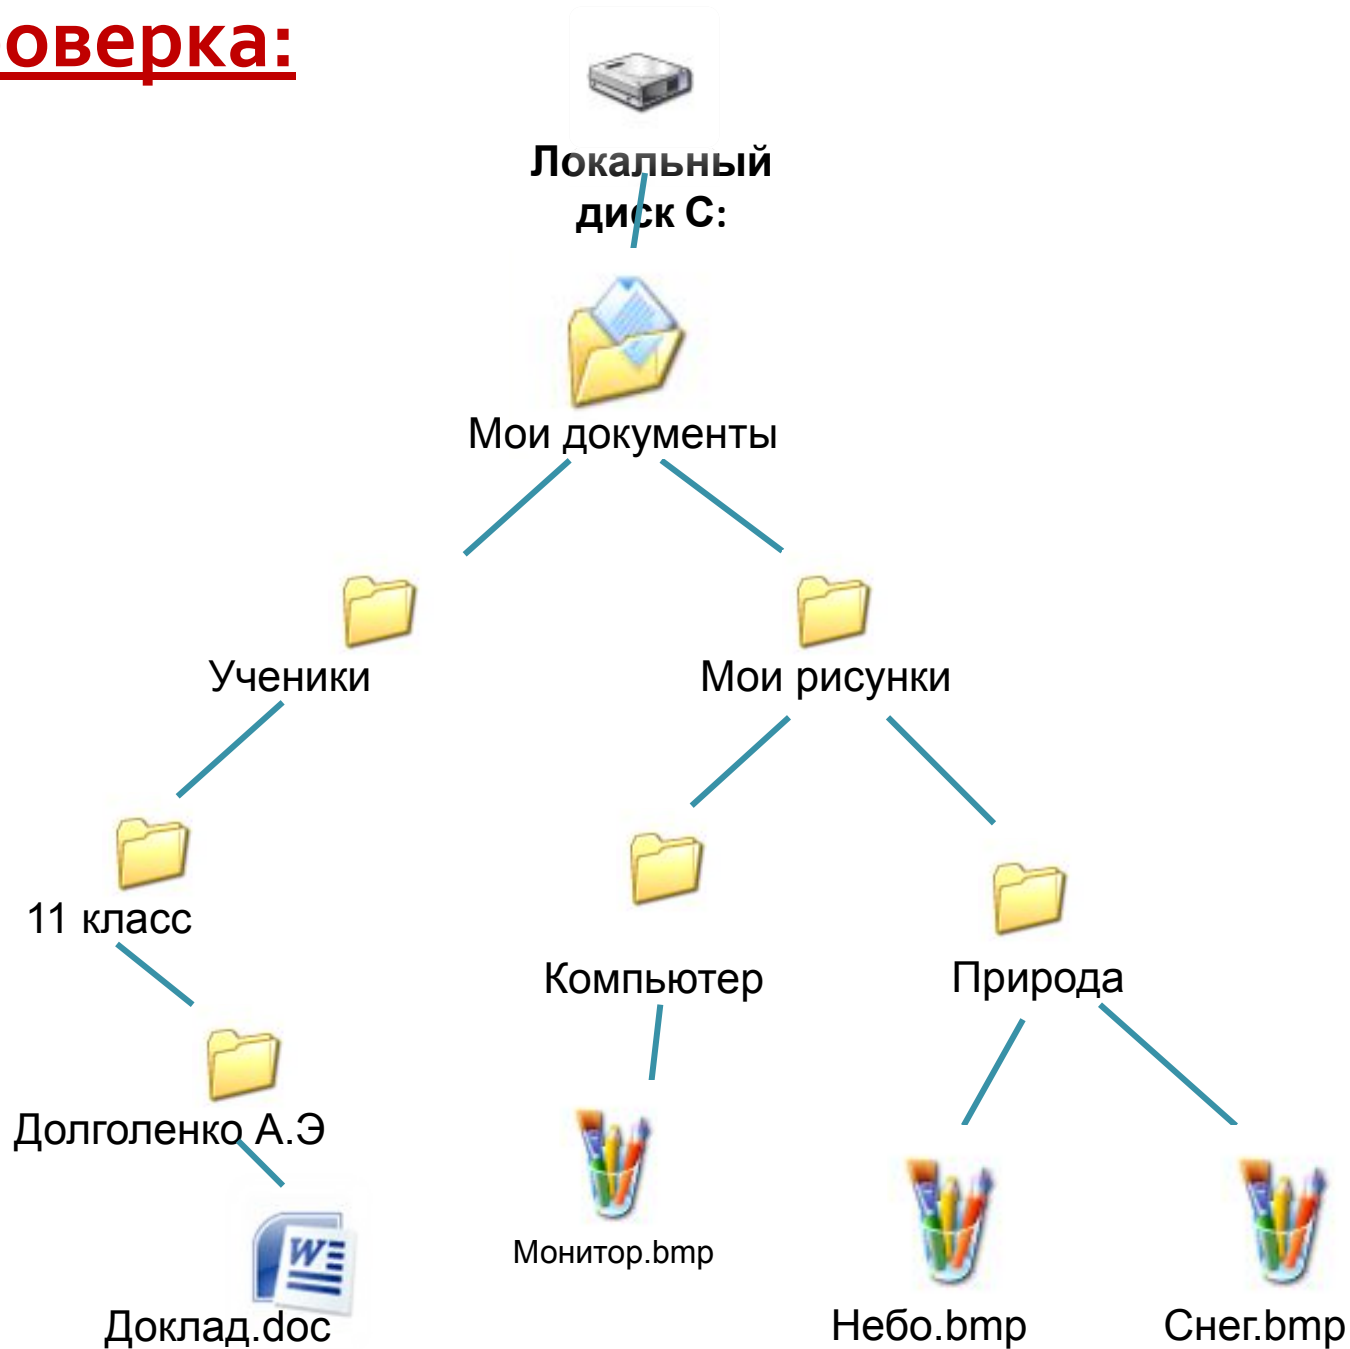 оверка:
Локальный
диск С:
Мои документы
Ученики
Мои рисунки
11 класс
Компьютер
Природа
Долголенко А.Э
Монитор.bmp
Доклад.doc
Небо.bmp
Снег.bmp